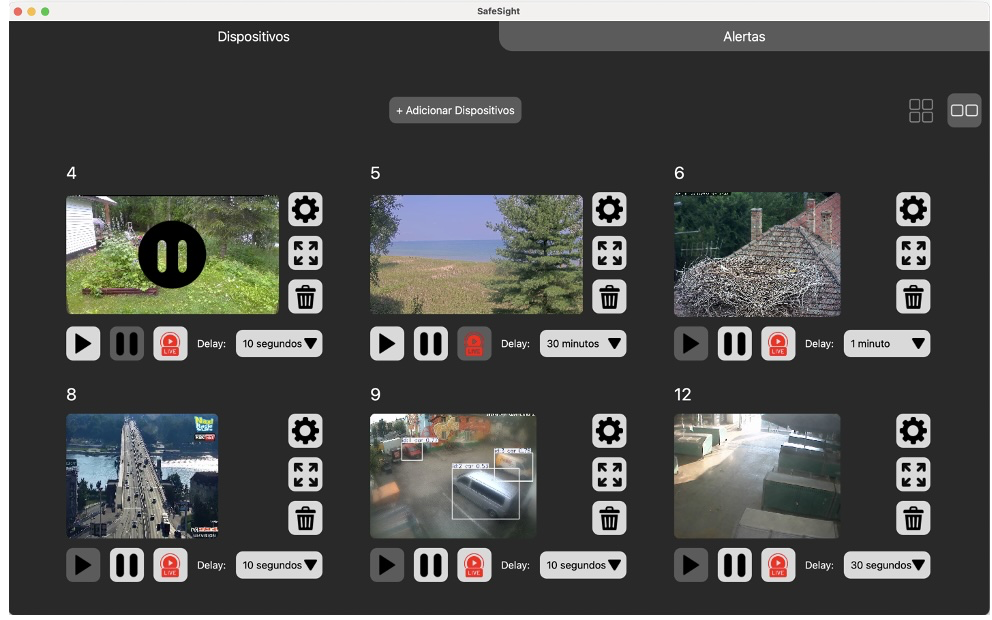 SafeSight
Dispositivos
Alertas
+ Adicionar Dispositivos
4
5
6
LIVE
Delay:
10 segundos
LIVE
Delay:
30 minutos
LIVE
Delay:
1 minuto
8
9
12
LIVE
Delay:
10 segundos
LIVE
Delay:
10 segundos
LIVE
Delay:
30 segundos